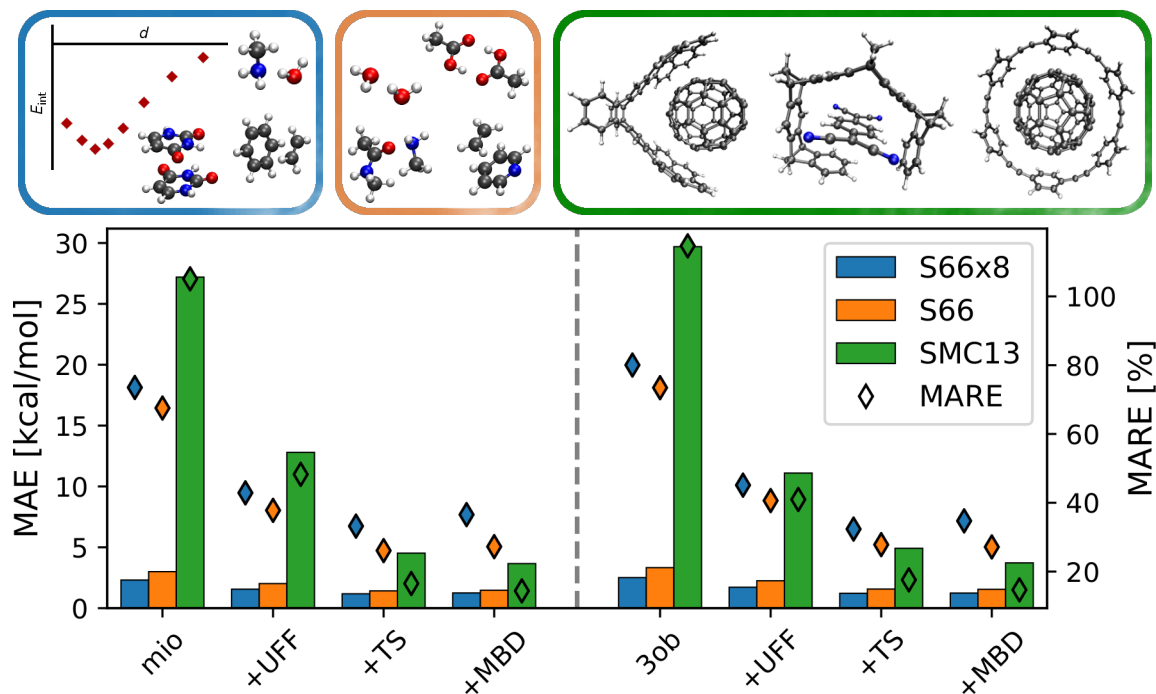 d
E_int
30
25
20
15
10
5
0
MAE [kcal/mol]
S66x8
S66
SMC13
MARE
100
80
60
40
20
MARE [%]
mio
+UFF
+TS
+MBD
3ob
+UFF
+TS
+MBD